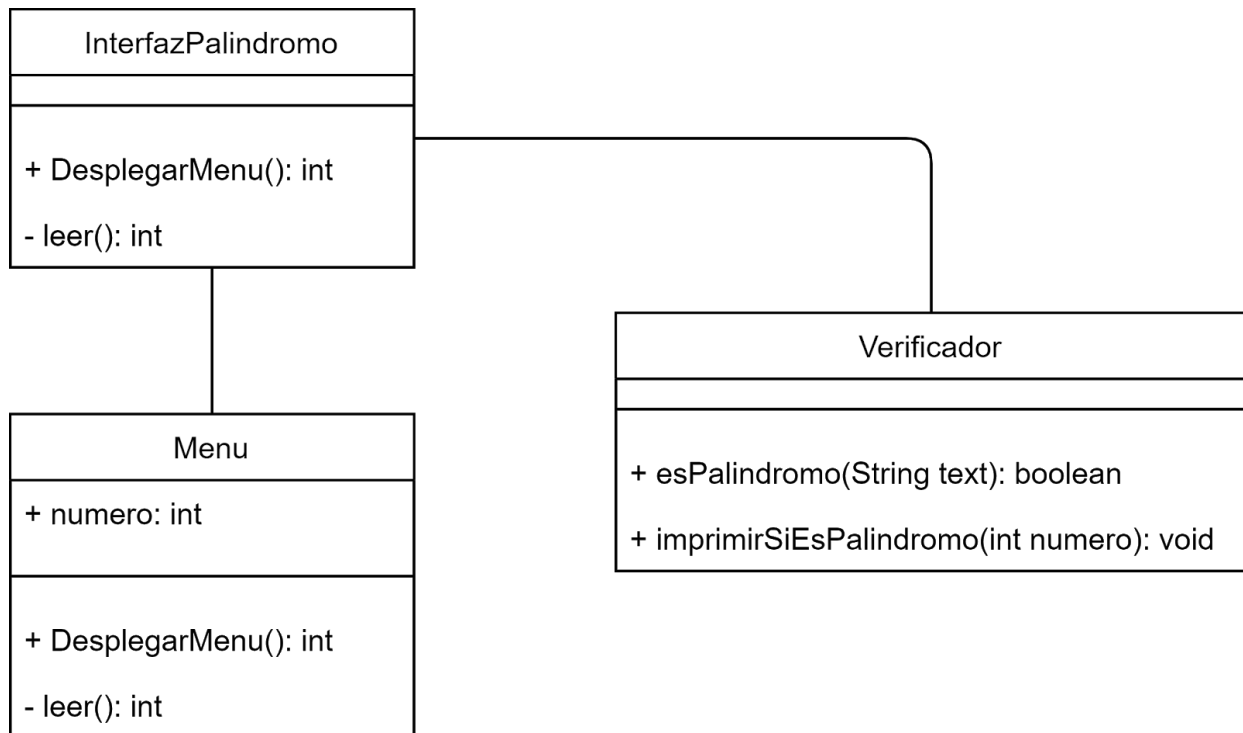 InterfazPalindromo
+ DesplegarMenu(): int
- leer(): int
Menu
+ numero: int
+ DesplegarMenu(): int
- leer(): int
Verificador
+ esPalindromo(String text): boolean
+ imprimirSiEsPalindromo(int numero): void